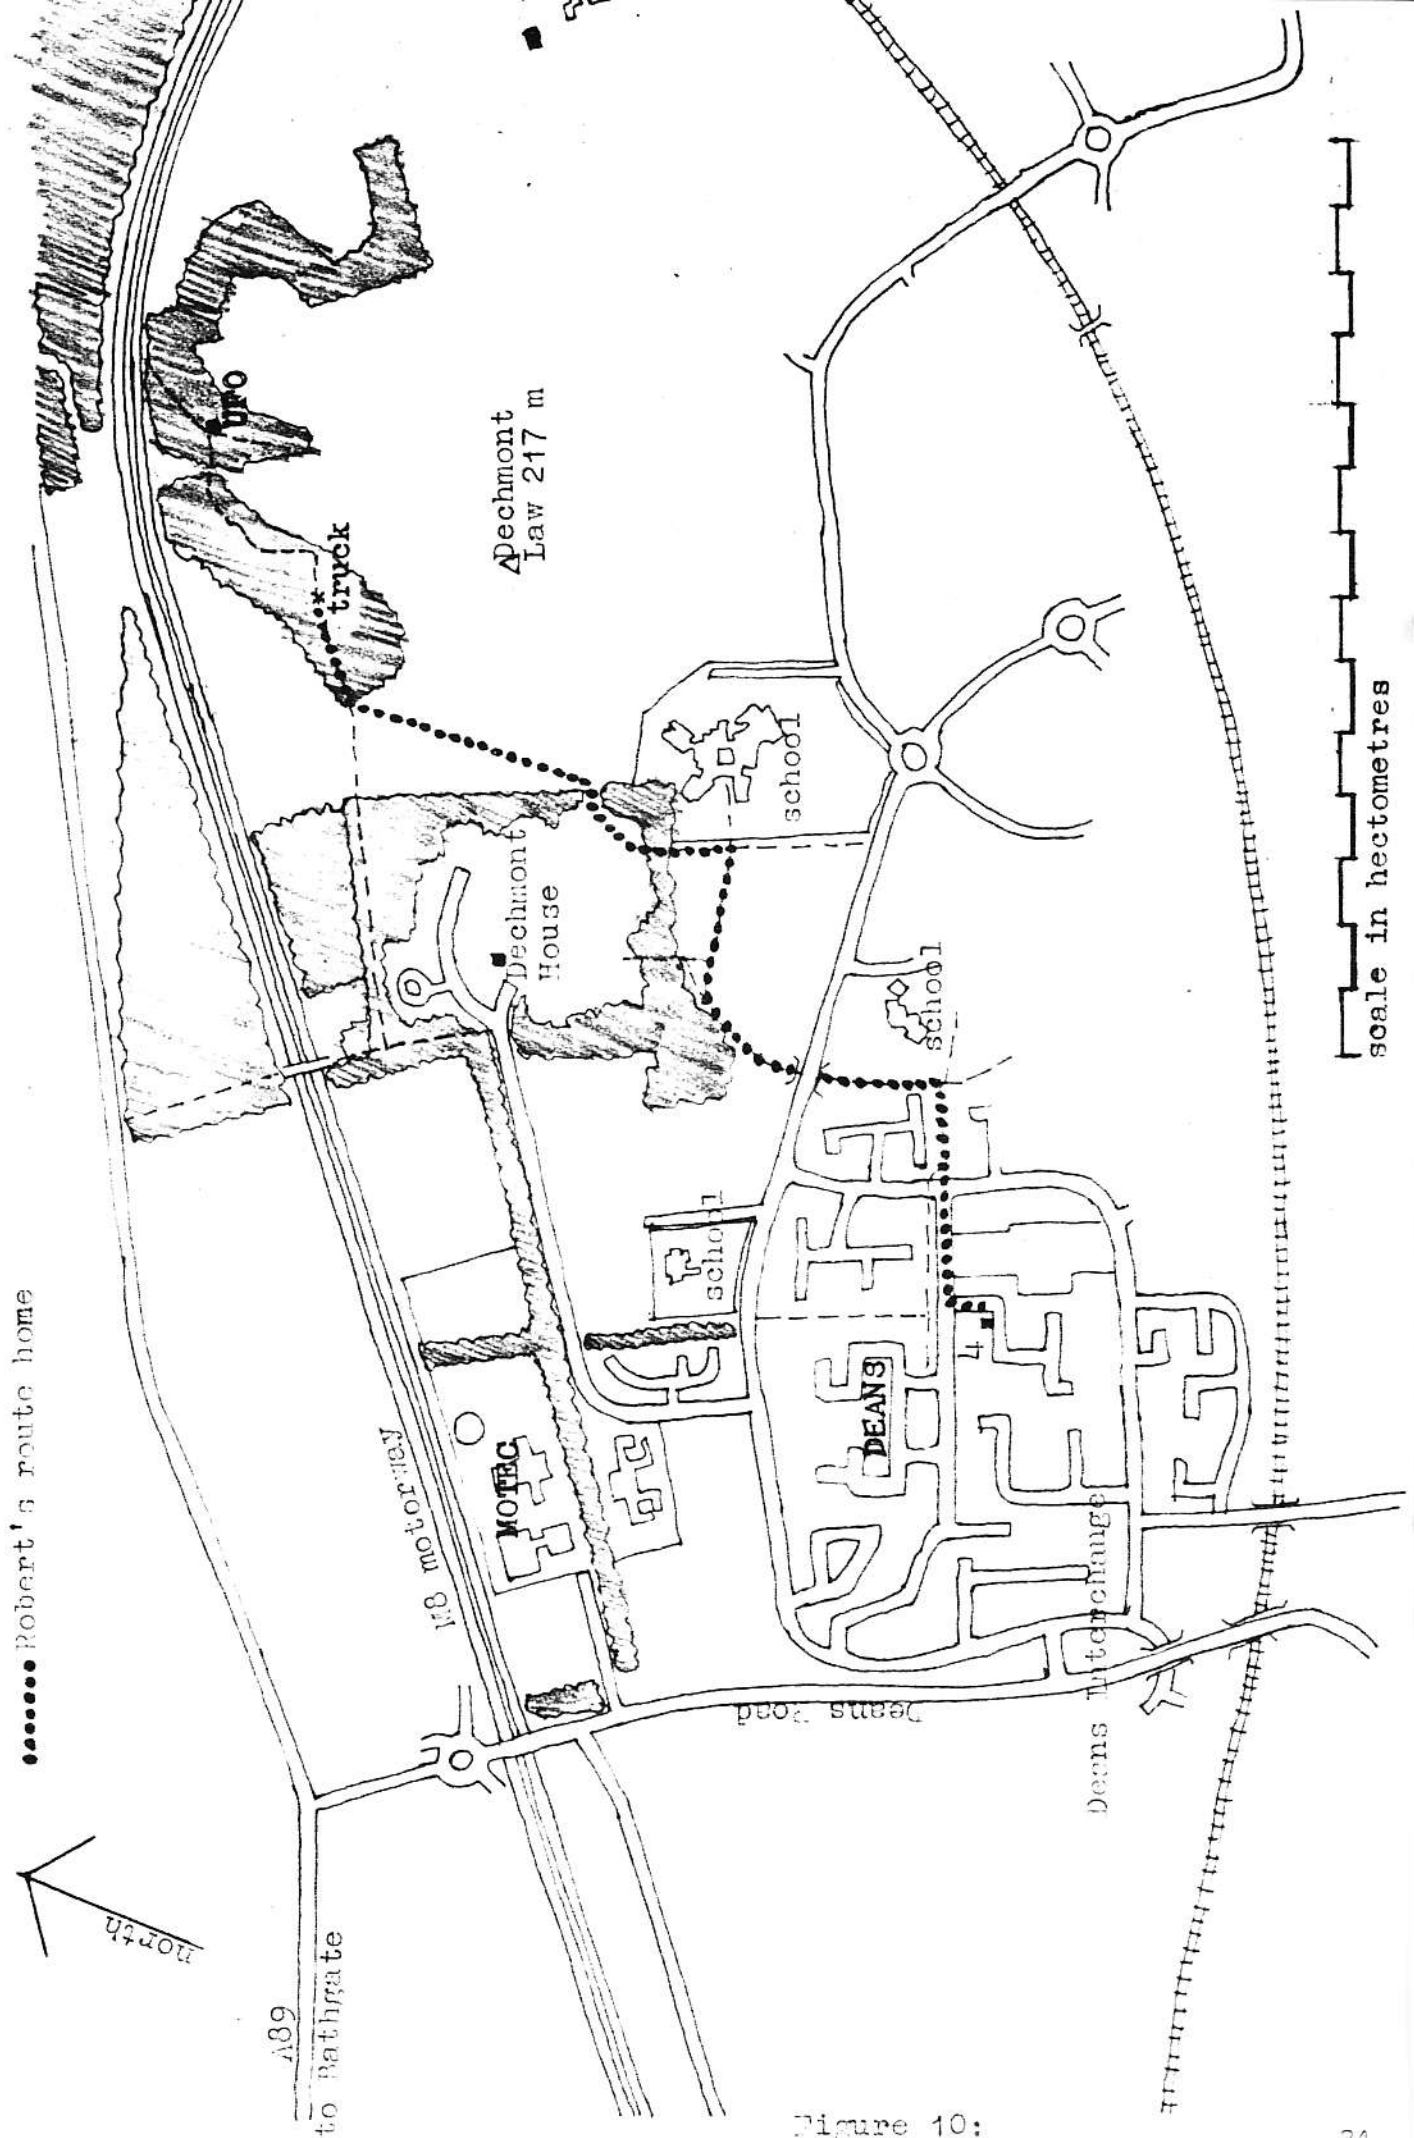 •••••••Robert's route home
north
A89
to Bathgate
M8 motorway
MOTEC
UFO
truck
Dechmont
Law 217 m
Dechmont
House
school
school
school
DEANS
4
Deans Road
Deans Interchange
scale in hectometres
Figure 10: